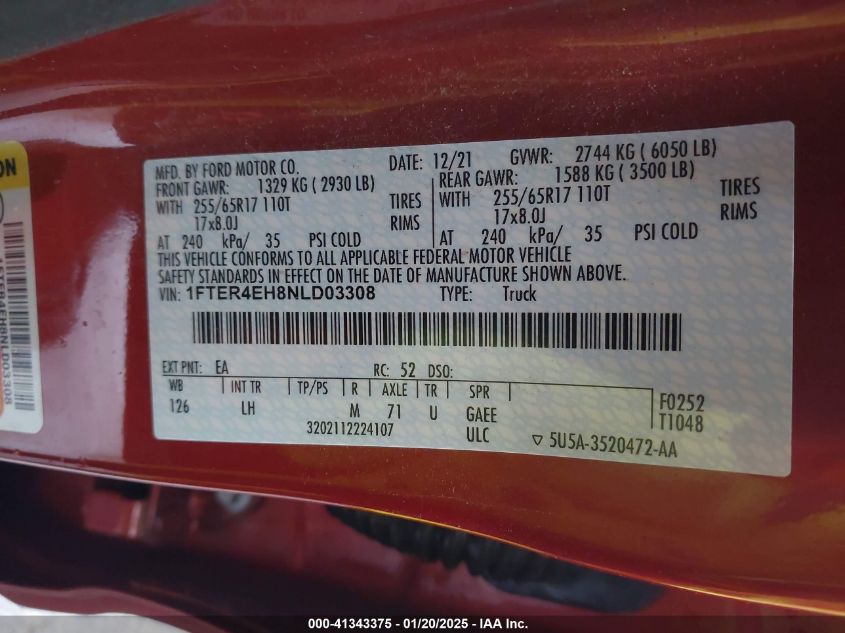 MFD. BY FORD MOTOR CO. DATE: 12/21 GVWR: 2744 KG ( 6050 LB)
FRONT GAWR: 1329 KG ( 2930 LB) REAR GAWR: 1588 KG ( 3500 LB)
WITH 255/65R17 110T TIRES WITH 255/65R17 110T TIRES
17x8.0J RIMS 17x8.0J RIMS
AT 240 kPa/ 35 PSI COLD AT 240 kPa/ 35 PSI COLD
THIS VEHICLE CONFORMS TO ALL APPLICABLE FEDERAL MOTOR VEHICLE
SAFETY STANDARDS IN EFFECT ON THE DATE OF MANUFACTURE SHOWN ABOVE.
VIN: 1FTER4EH8NLD03308 TYPE: Truck
EXT PNT: EA RC: 52 DSO:
WB INT TR TP/PS R AXLE TR SPR
126 LH M 71 U GAEE F0252
3202112224107 ULC T1048
▽ 5U5A-3520472-AA
1FTER4EH8NLD03308
000-41343375 - 01/20/2025 - IAA Inc.